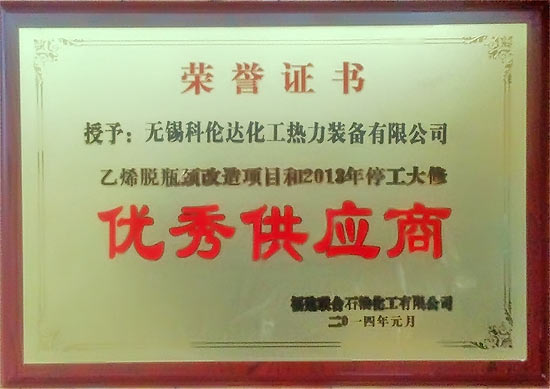 荣誉证书
授予：无锡科伦达化工热力装备有限公司
乙烯脱瓶颈改造项目和2013年停工大修
优秀供应商
福建联合石油化工有限公司
二〇一四年元月